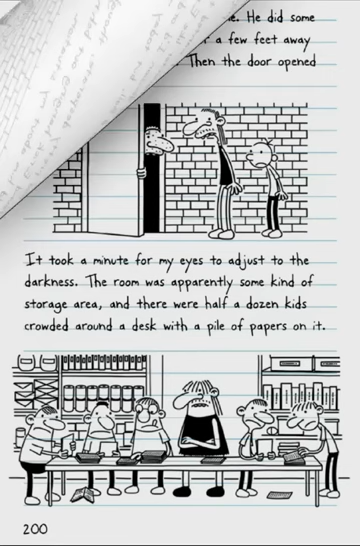 e. He did some
a few feet away
Then the door opened
It took a minute for my eyes to adjust to the
darkness. The room was apparently some kind of
storage area, and there were half a dozen kids
crowded around a desk with a pile of papers on it.
200